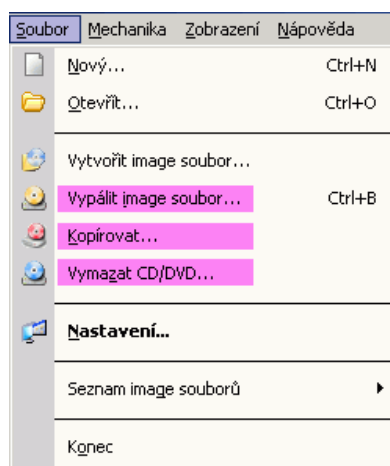 Soubor Mechanika Zobrazení Nápověda
Nový... Ctrl+N
Otevřít... Ctrl+O
Vytvořit image soubor...
Vypálit image soubor... Ctrl+B
Kopírovat...
Vymazat CD/DVD...
Nastavení...
Seznam image souborů
Konec